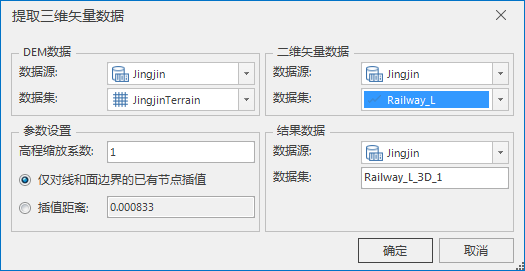 提取三维矢量数据
DEM数据
数据源: Jingjin
数据集: JingjinTerrain
二维矢量数据
数据源: Jingjin
数据集: Railway_L
参数设置
高程缩放系数: 1
仅对线和面边界的已有节点插值
插值距离: 0.000833
结果数据
数据源: Jingjin
数据集: Railway_L_3D_1
确定
取消